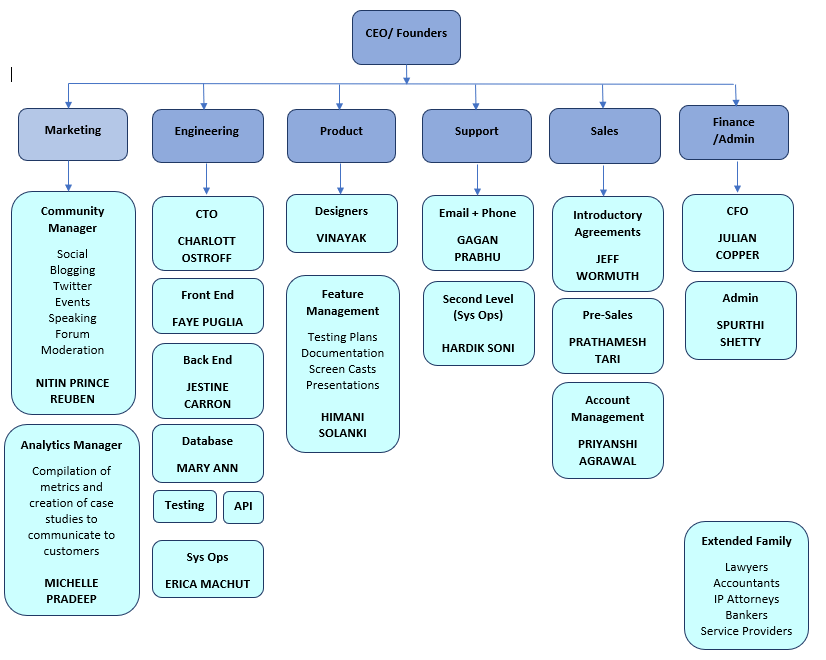 CEO/ Founders
Marketing
Engineering
Product
Support
Sales
Finance
/Admin
Community
Manager
Social
Blogging
Twitter
Events
Speaking
Forum
Moderation
NITIN PRINCE
REUBEN
Analytics Manager
Compilation of
metrics and
creation of case
studies to
communicate to
customers
MICHELLE
PRADEEP
CTO
CHARLOTT
OSTROFF
Front End
FAYE PUGLIA
Back End
JESTINE
CARRON
Database
MARY ANN
Testing
API
Sys Ops
ERICA MACHUT
Designers
VINAYAK
Feature
Management
Testing Plans
Documentation
Screen Casts
Presentations
HIMANI
SOLANKI
Email + Phone
GAGAN
PRABHU
Second Level
(Sys Ops)
HARDIK SONI
Introductory
Agreements
JEFF
WORMUTH
Pre-Sales
PRATHAMESH
TARI
Account
Management
PRIYANSHI
AGRAWAL
CFO
JULIAN
COPPER
Admin
SPURTHI
SHETTY
Extended Family
Lawyers
Accountants
IP Attorneys
Bankers
Service Providers